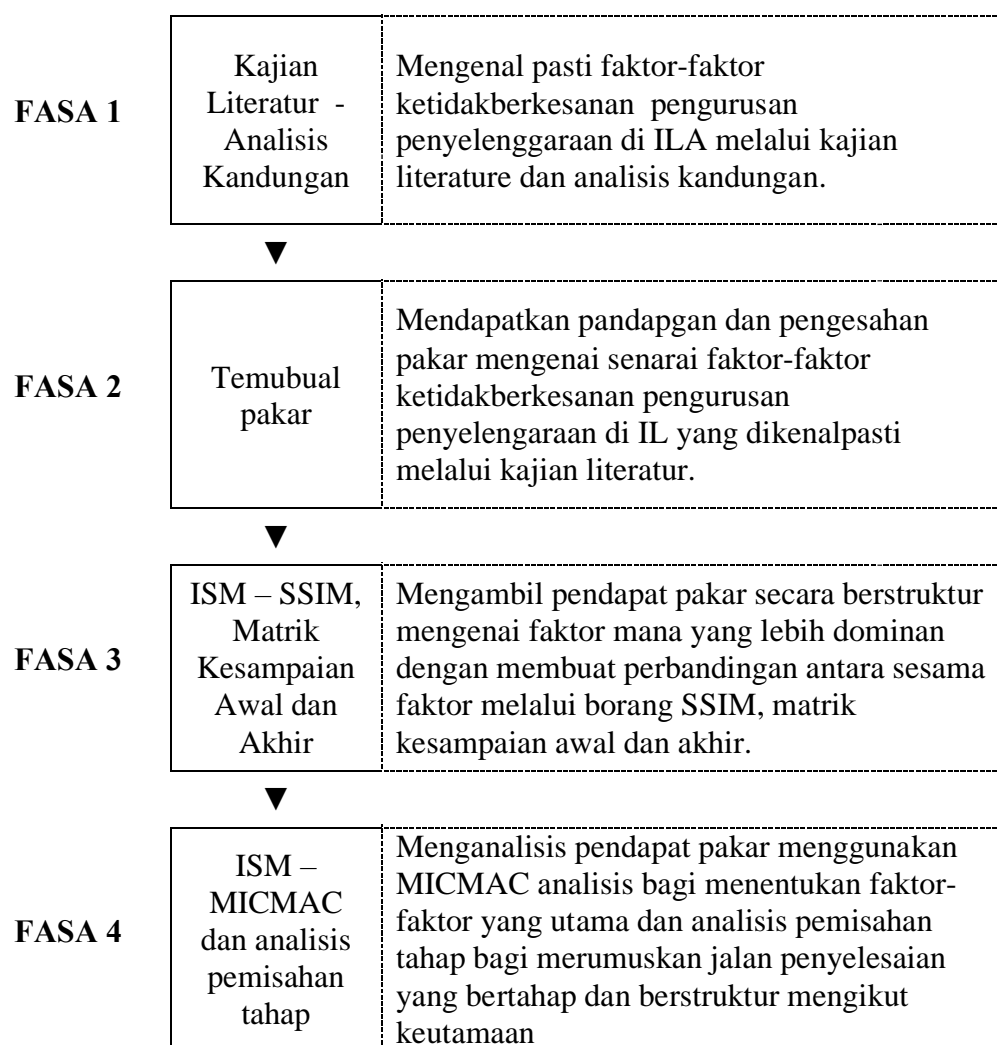 FASA 1
Kajian
Literatur -
Analisis
Kandungan
Mengenal pasti faktor-faktor
ketidakberkesanan pengurusan
penyelenggaraan di ILA melalui kajian
literature dan analisis kandungan.
▼
FASA 2
Temubual
pakar
Mendapatkan pandapgan dan pengesahan
pakar mengenai senarai faktor-faktor
ketidakberkesanan pengurusan
penyelengaraan di IL yang dikenalpasti
melalui kajian literatur.
▼
FASA 3
ISM – SSIM,
Matrik
Kesampaian
Awal dan
Akhir
Mengambil pendapat pakar secara berstruktur
mengenai faktor mana yang lebih dominan
dengan membuat perbandingan antara sesama
faktor melalui borang SSIM, matrik
kesampaian awal dan akhir.
▼
FASA 4
ISM –
MICMAC
dan analisis
pemisahan
tahap
Menganalisis pendapat pakar menggunakan
MICMAC analisis bagi menentukan faktor-
faktor yang utama dan analisis pemisahan
tahap bagi merumuskan jalan penyelesaian
yang bertahap dan berstruktur mengikut
keutamaan